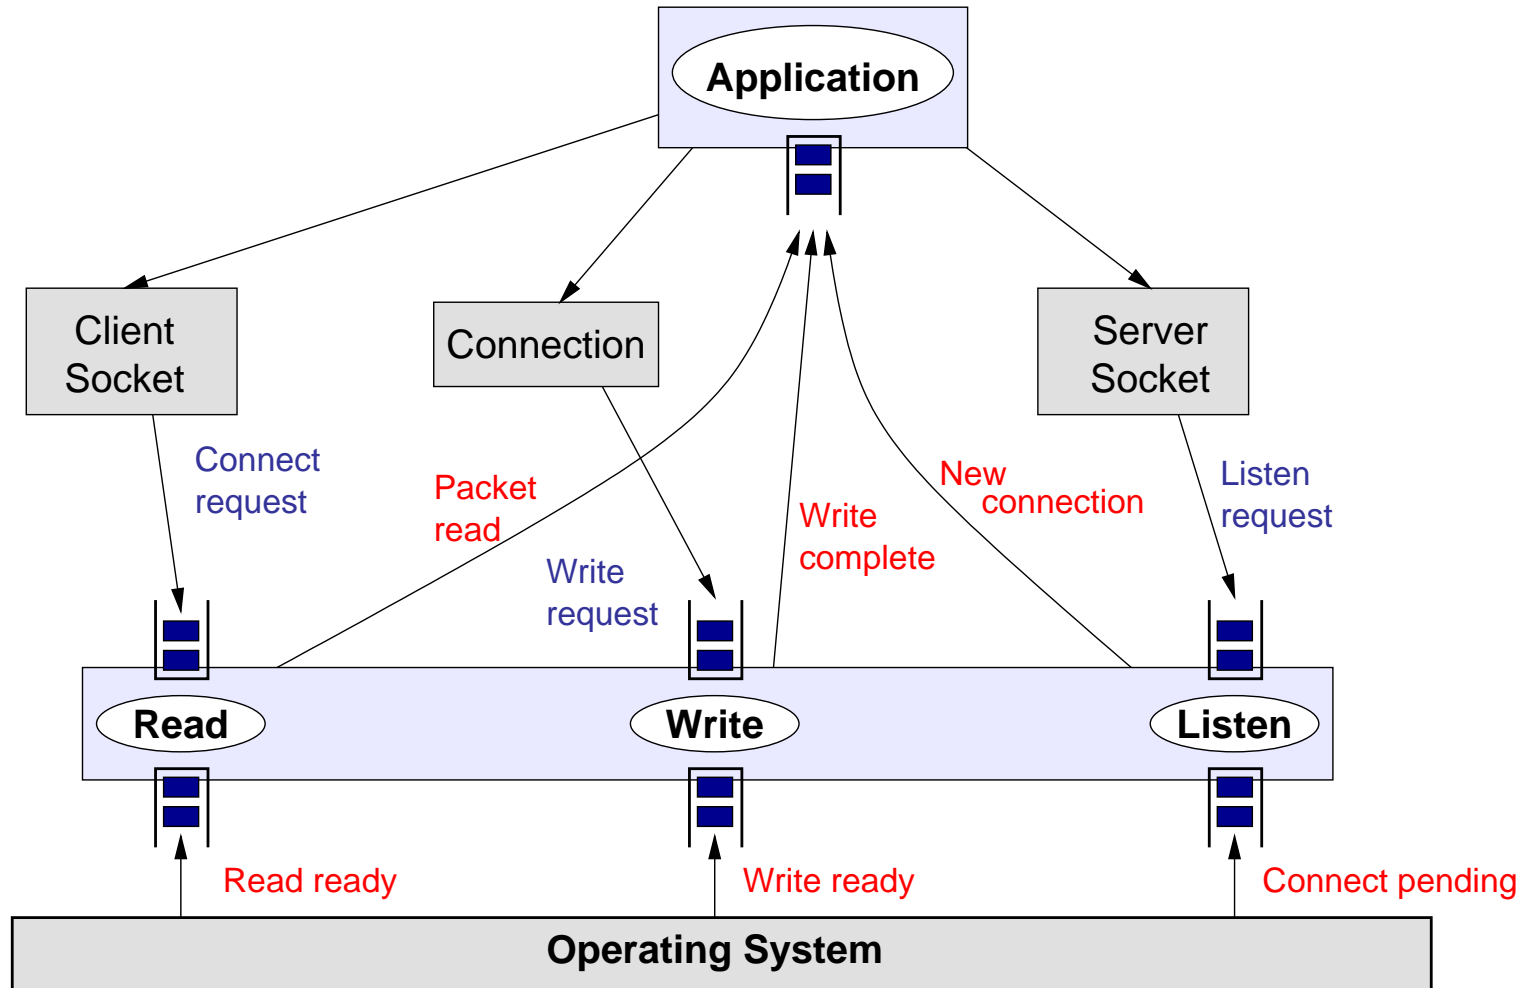 Application
Client
Socket
Connection
Server
Socket
Connect
request
Packet
read
Write
request
Write
complete
New
connection
Listen
request
Read
Write
Listen
Read ready
Write ready
Connect pending
Operating System